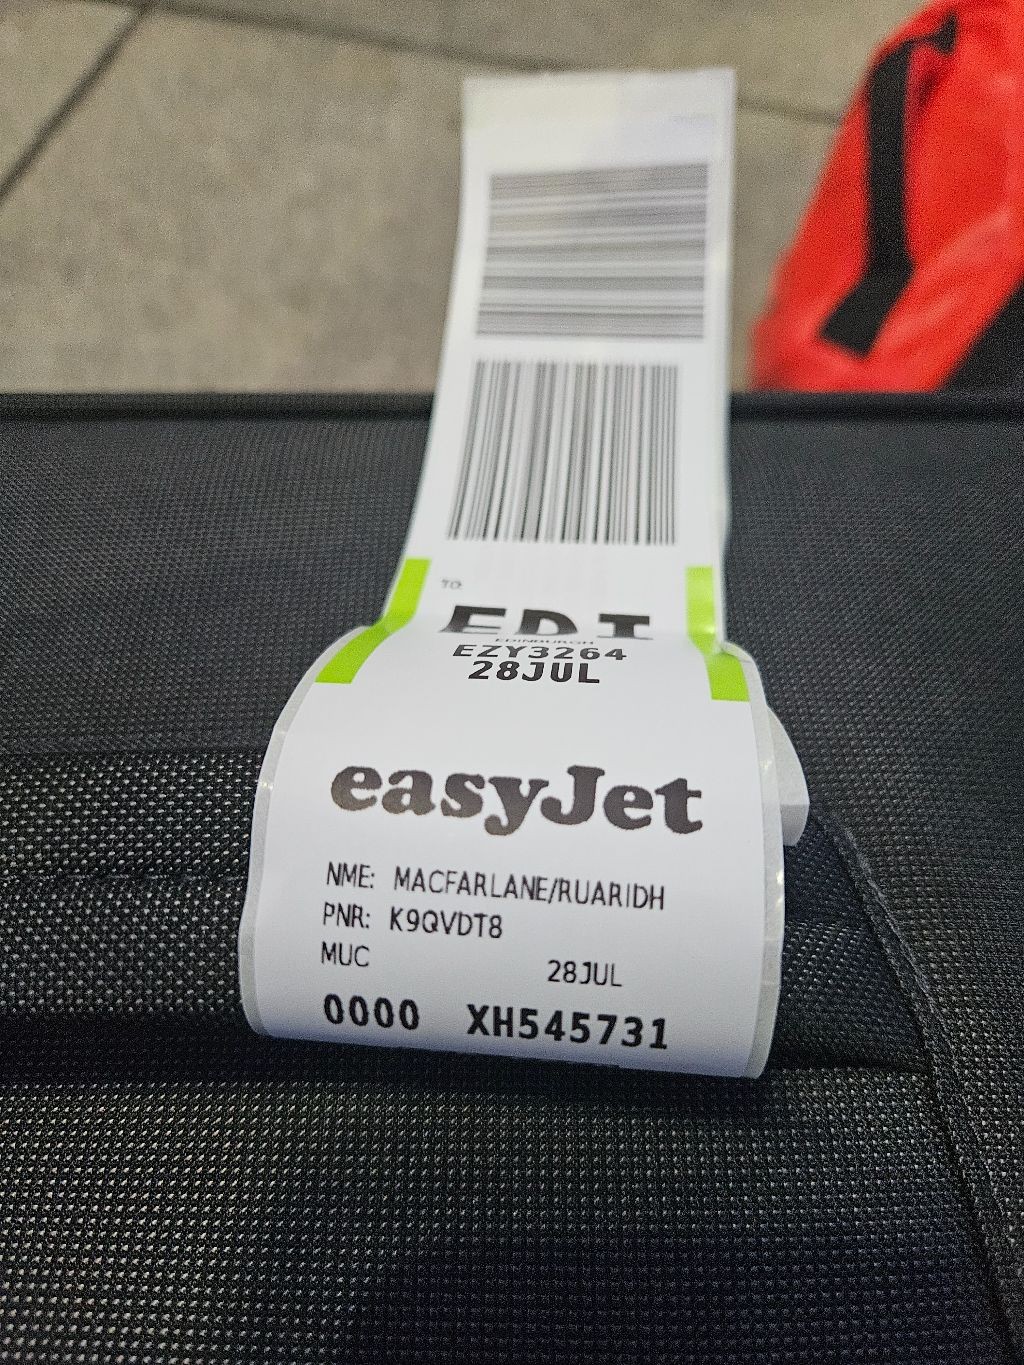 TO:
EDI
EDINBURGH
EZY3264
28JUL
easyJet
NME: MACFARLANE/RUARIDH
PNR: K9QVDT8
MUC 28JUL
0000 XH545731